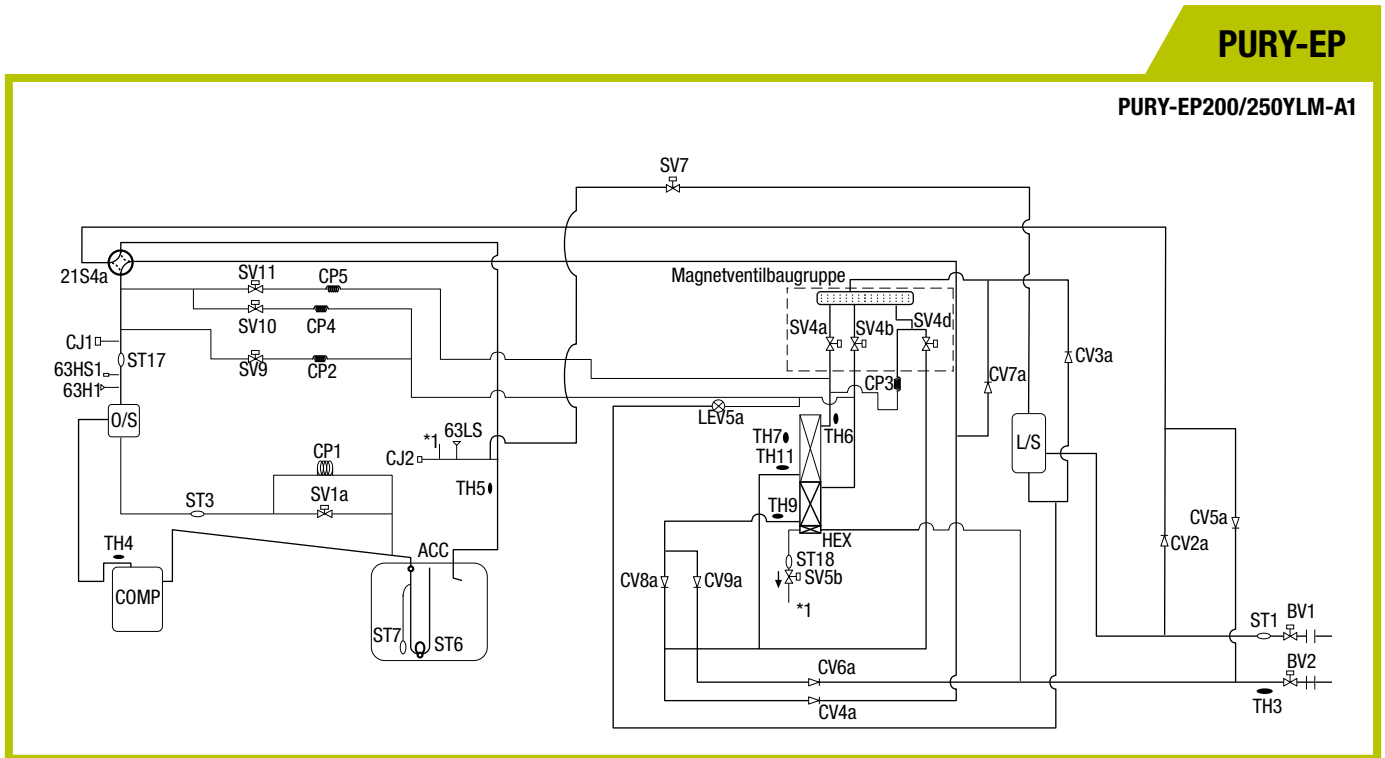 PURY-EP
PURY-EP200/250YLM-A1
SV7
21S4a
SV11
CP5
Magnetventilbaugruppe
SV10
CP4
SV4a
SV4b
SV4d
CJ1
ST17
SV9
CP2
CV3a
63HS1
63H1
CP3
CV7a
O/S
LEV5a
*1
63LS
TH7
TH6
L/S
CP1
CJ2
TH11
ST3
SV1a
TH5
TH9
CV5a
HEX
CV2a
TH4
ACC
ST18
CV8a
CV9a
SV5b
COMP
*1
ST7
ST6
ST1
BV1
CV6a
BV2
CV4a
TH3